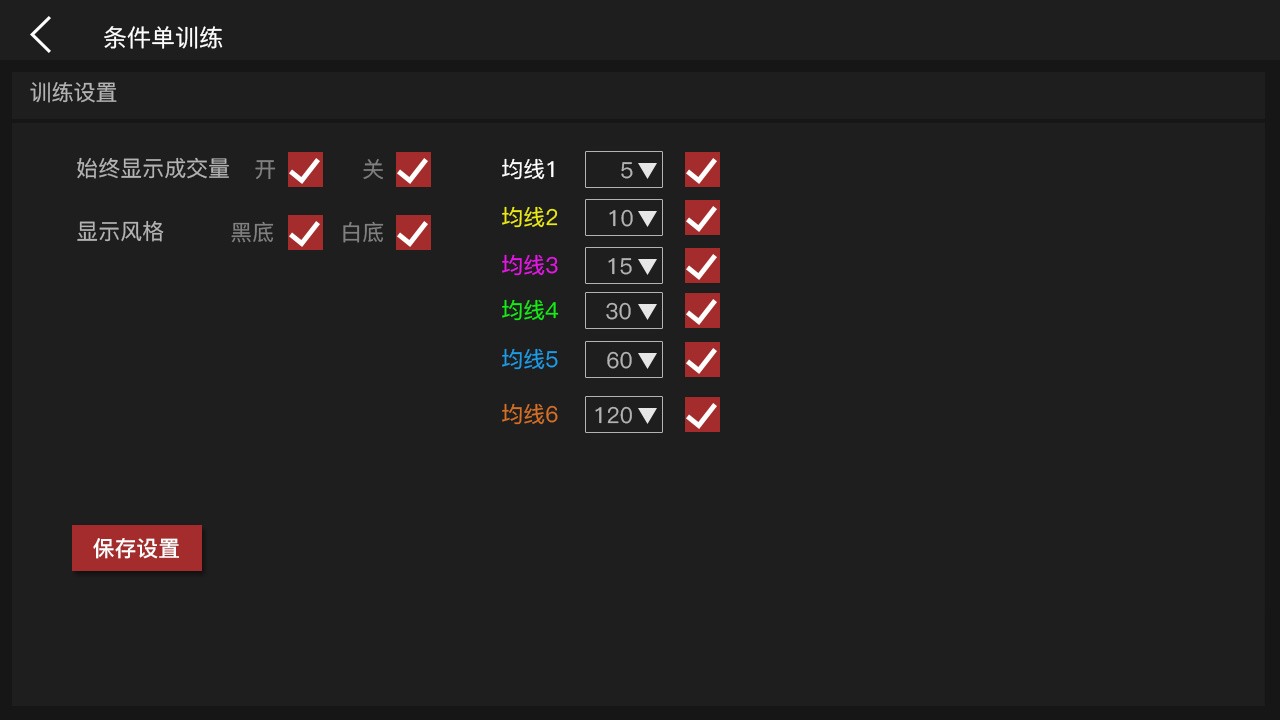 条件单训练
训练设置
始终显示成交量 开 关
显示风格 黑底 白底
均线1 5
均线2 10
均线3 15
均线4 30
均线5 60
均线6 120
保存设置